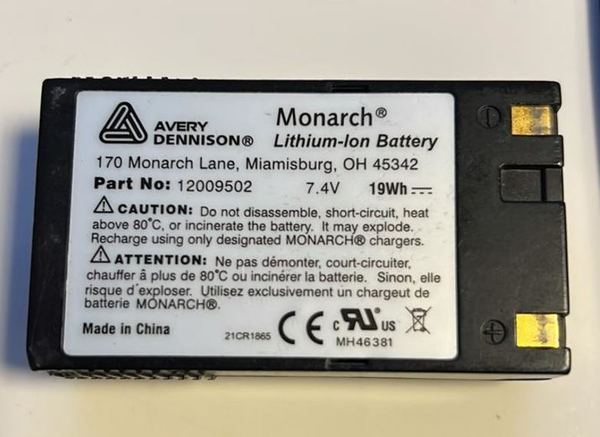 AVERY
DENNISON®
Monarch®
Lithium-Ion Battery
170 Monarch Lane, Miamisburg, OH 45342
Part No: 12009502 7.4V 19Wh
⚠ CAUTION: Do not disassemble, short-circuit, heat
above 80°C, or incinerate the battery. It may explode.
Recharge using only designated MONARCH® chargers.
⚠ ATTENTION: Ne pas démonter, court-circuiter,
chauffer â plus de 80°C ou incinérer la batterie. Sinon, elle
risque d'exploser. Utilisez exclusivement un chargeur de
batterie MONARCH®.
Made in China
21CR1865
CE
c RU US
MH46381